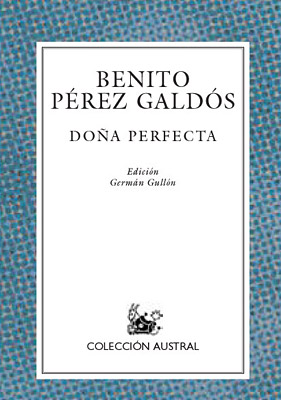 BENITO
PÉREZ GALDÓS
DOÑA PERFECTA
Edición
Germán Gullón
COLECCIÓN AUSTRAL